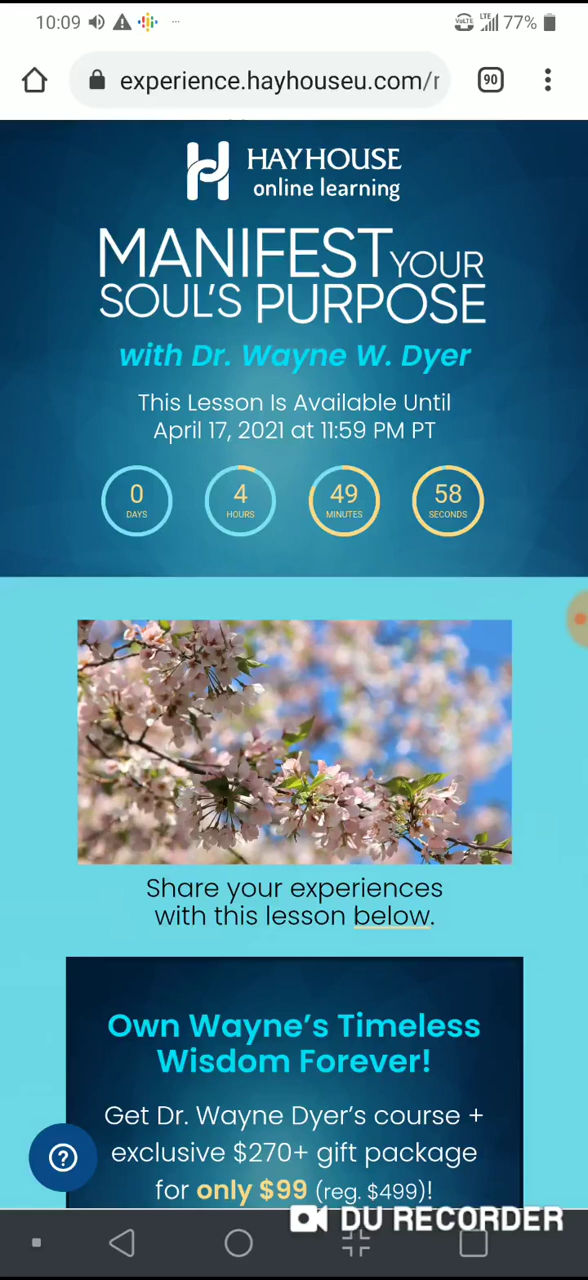 10:09
VoLTE LTE 77%
experience.hayhouseu.com/r
90
HAYHOUSE
online learning
MANIFEST YOUR
SOUL'S PURPOSE
with Dr. Wayne W. Dyer
This Lesson Is Available Until
April 17, 2021 at 11:59 PM PT
0 4 49 58
DAYS HOURS MINUTES SECONDS
Share your experiences
with this lesson below.
Own Wayne's Timeless
Wisdom Forever!
Get Dr. Wayne Dyer's course +
exclusive $270+ gift package
for only $99 (reg. $499)!
DU RECORDER